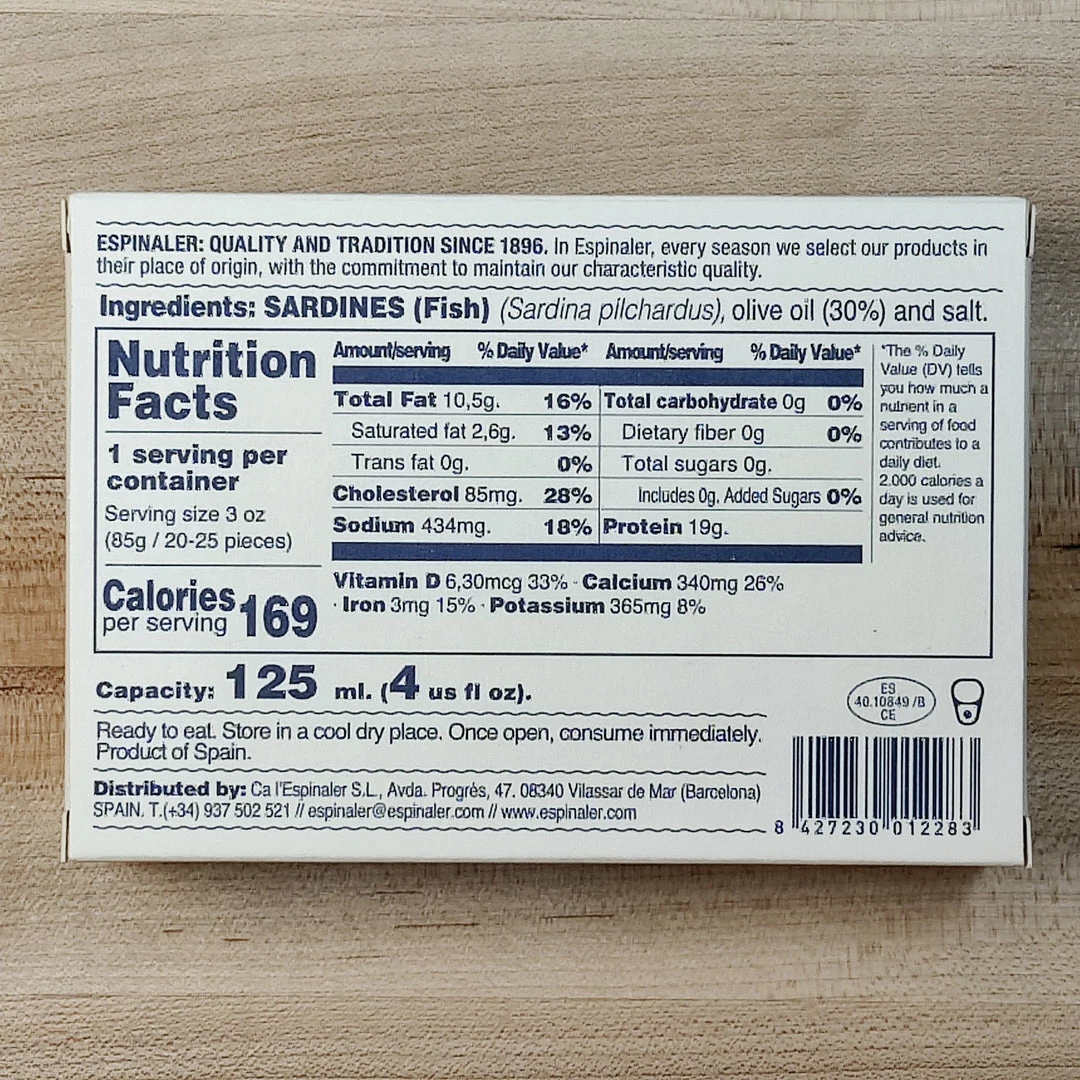 ESPINALER: QUALITY AND TRADITION SINCE 1896. In Espinaler, every season we select our products in
their place of origin, with the commitment to maintain our characteristic quality.
Ingredients: SARDINES (Fish) (Sardina pilchardus), olive oil (30%) and salt.
Nutrition
Facts
1 serving per
container
Serving size 3 oz
(85g / 20-25 pieces)
Calories
per serving 169
Amount/serving % Daily Value* Amount/serving % Daily Value*
Total Fat 10,5g. 16% Total carbohydrate 0g 0%
Saturated fat 2,6g. 13% Dietary fiber 0g 0%
Trans fat 0g. 0% Total sugars 0g.
Cholesterol 85mg. 28% Includes 0g. Added Sugars 0%
Sodium 434mg. 18% Protein 19g.
Vitamin D 6,30mcg 33% · Calcium 340mg 26%
· Iron 3mg 15% · Potassium 365mg 8%
*The % Daily
Value (DV) tells
you how much a
nutrient in a
serving of food
contributes to a
daily diet.
2.000 calories a
day is used for
general nutrition
advice.
Capacity: 125 ml. (4 us fl oz).
ES
40.10849 /B
CE
Ready to eat. Store in a cool dry place. Once open, consume immediately.
Product of Spain.
Distributed by: Ca l'Espinaler S.L., Avda. Progrès, 47. 08340 Vilassar de Mar (Barcelona)
SPAIN. T.(+34) 937 502 521 // espinaler@espinaler.com // www.espinaler.com
8 427230 012283